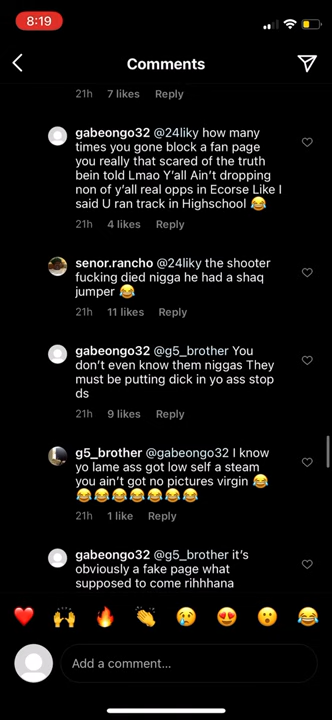 8:19
Comments
21h 7 likes Reply
gabeongo32 @24liky how many
times you gone block a fan page
you really that scared of the truth
bein told Lmao Y'all Ain't dropping
non of y'all real opps in Ecorse Like I
said U ran track in Highschool 😂
21h 4 likes Reply
senor.rancho @24liky the shooter
fucking died nigga he had a shaq
jumper 😂
21h 11 likes Reply
gabeongo32 @g5_brother You
don't even know them niggas They
must be putting dick in yo ass stop
ds
21h 9 likes Reply
g5_brother @gabeongo32 I know
yo lame ass got low self a steam
you ain't got no pictures virgin 😂
😂😂😂😂😂😂😂
21h 1 like Reply
gabeongo32 @g5_brother it's
obviously a fake page what
supposed to come rihhhana
❤️🙌🔥👏😢😍😮😂
Add a comment...